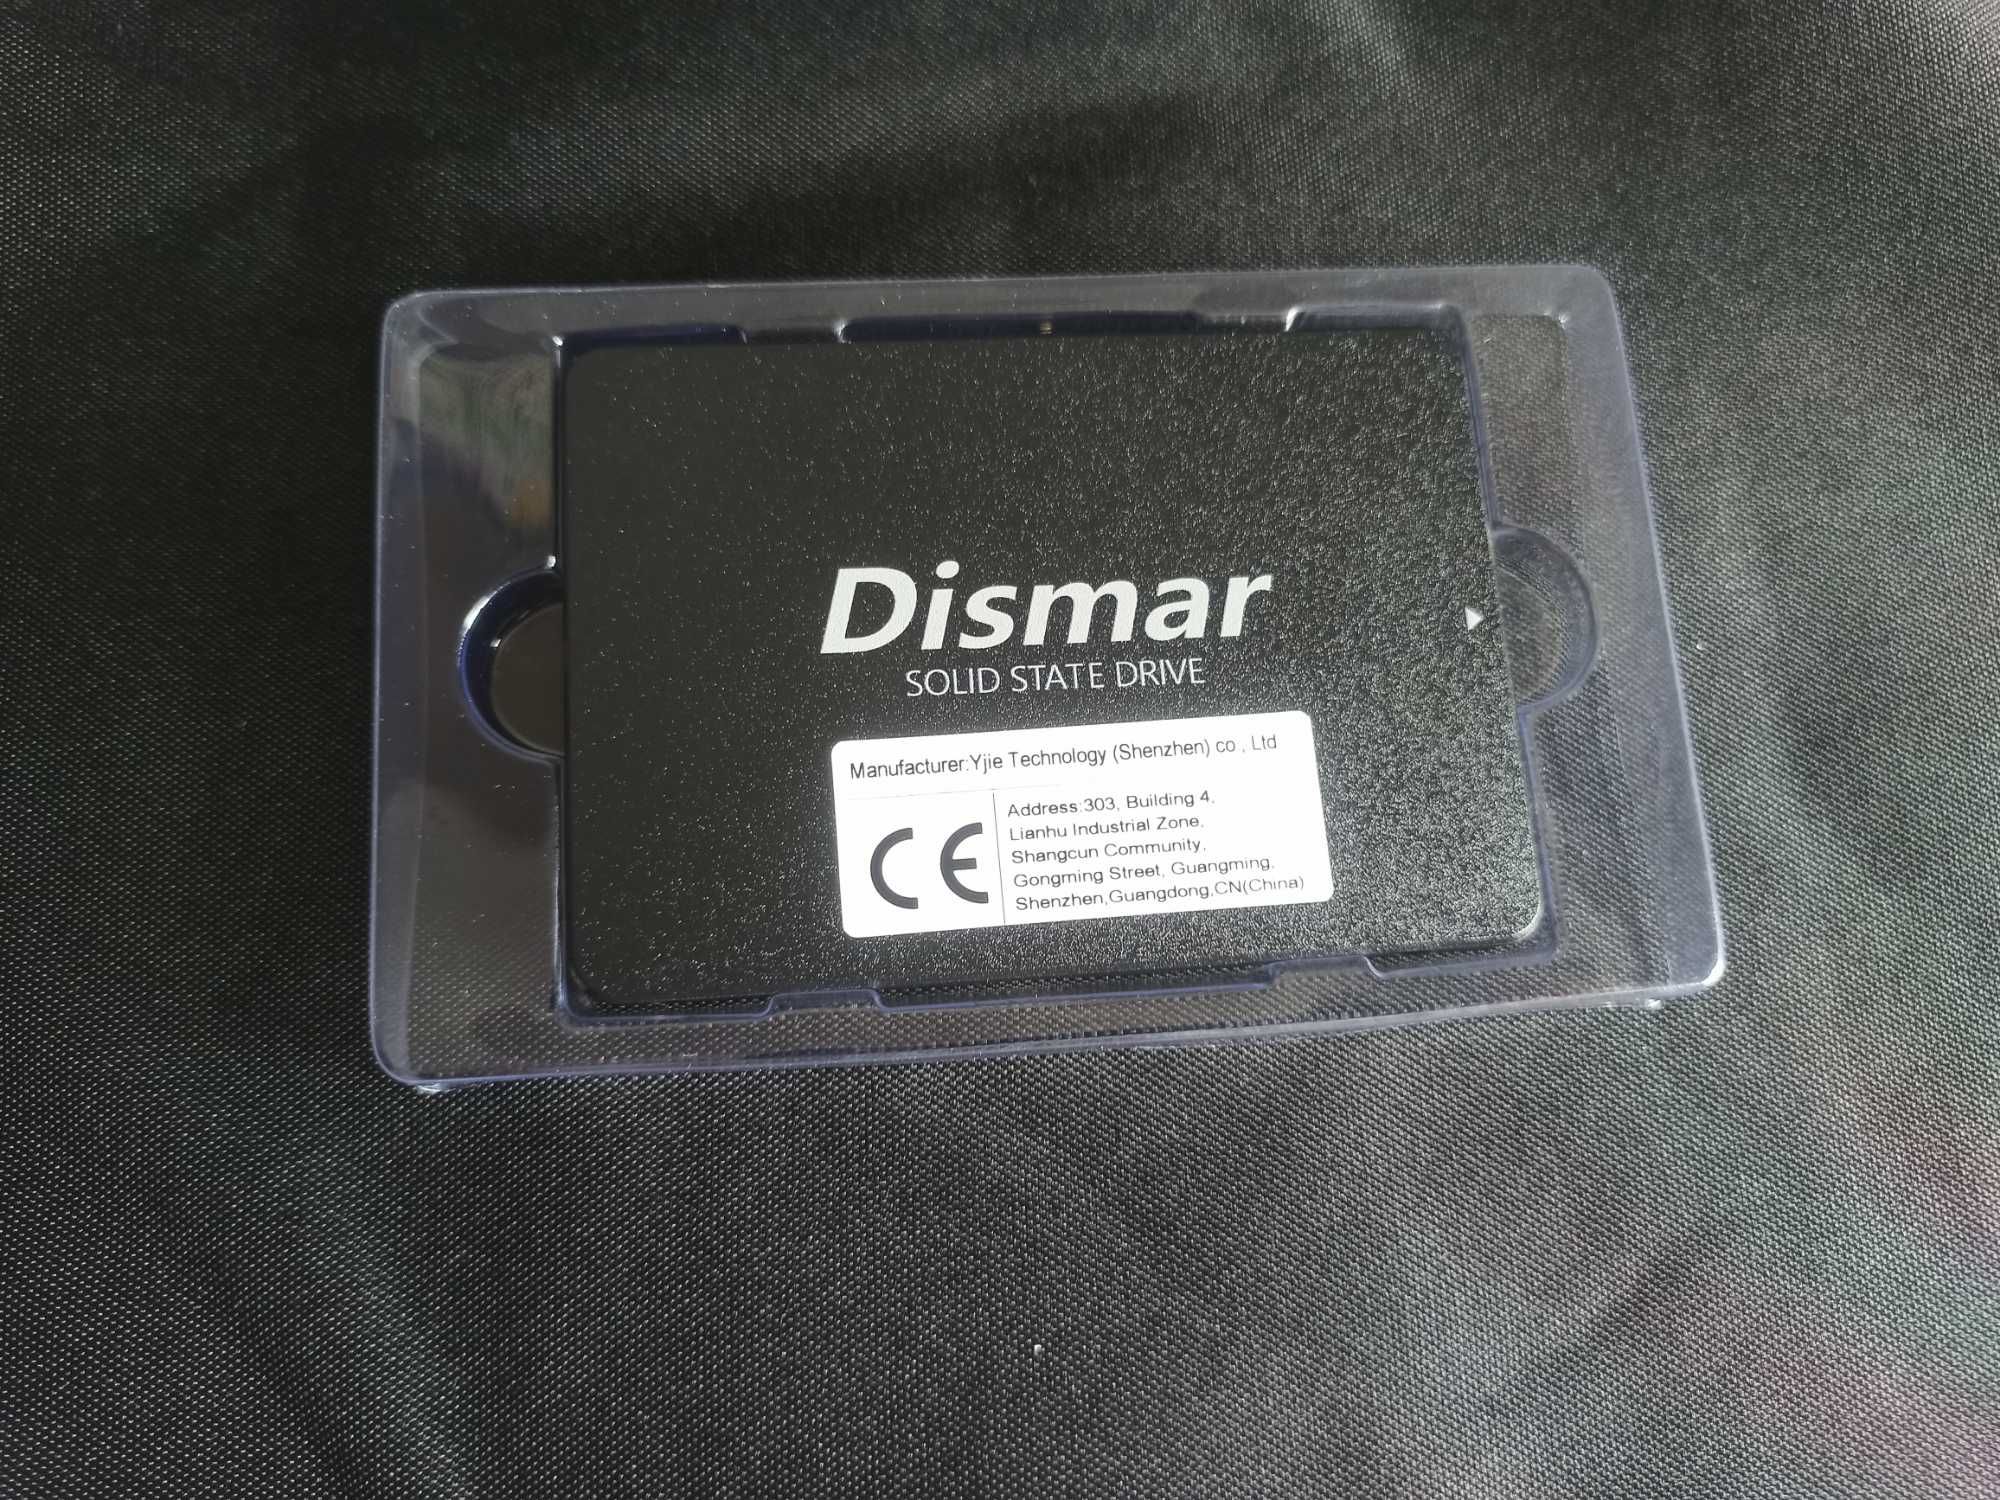 Dismar
SOLID STATE DRIVE
Manufacturer:Yjie Technology (Shenzhen) co., Ltd
CE
Address:303, Building 4,
Lianhu Industrial Zone,
Shangcun Community,
Gongming Street, Guangming,
Shenzhen,Guangdong,CN(China)